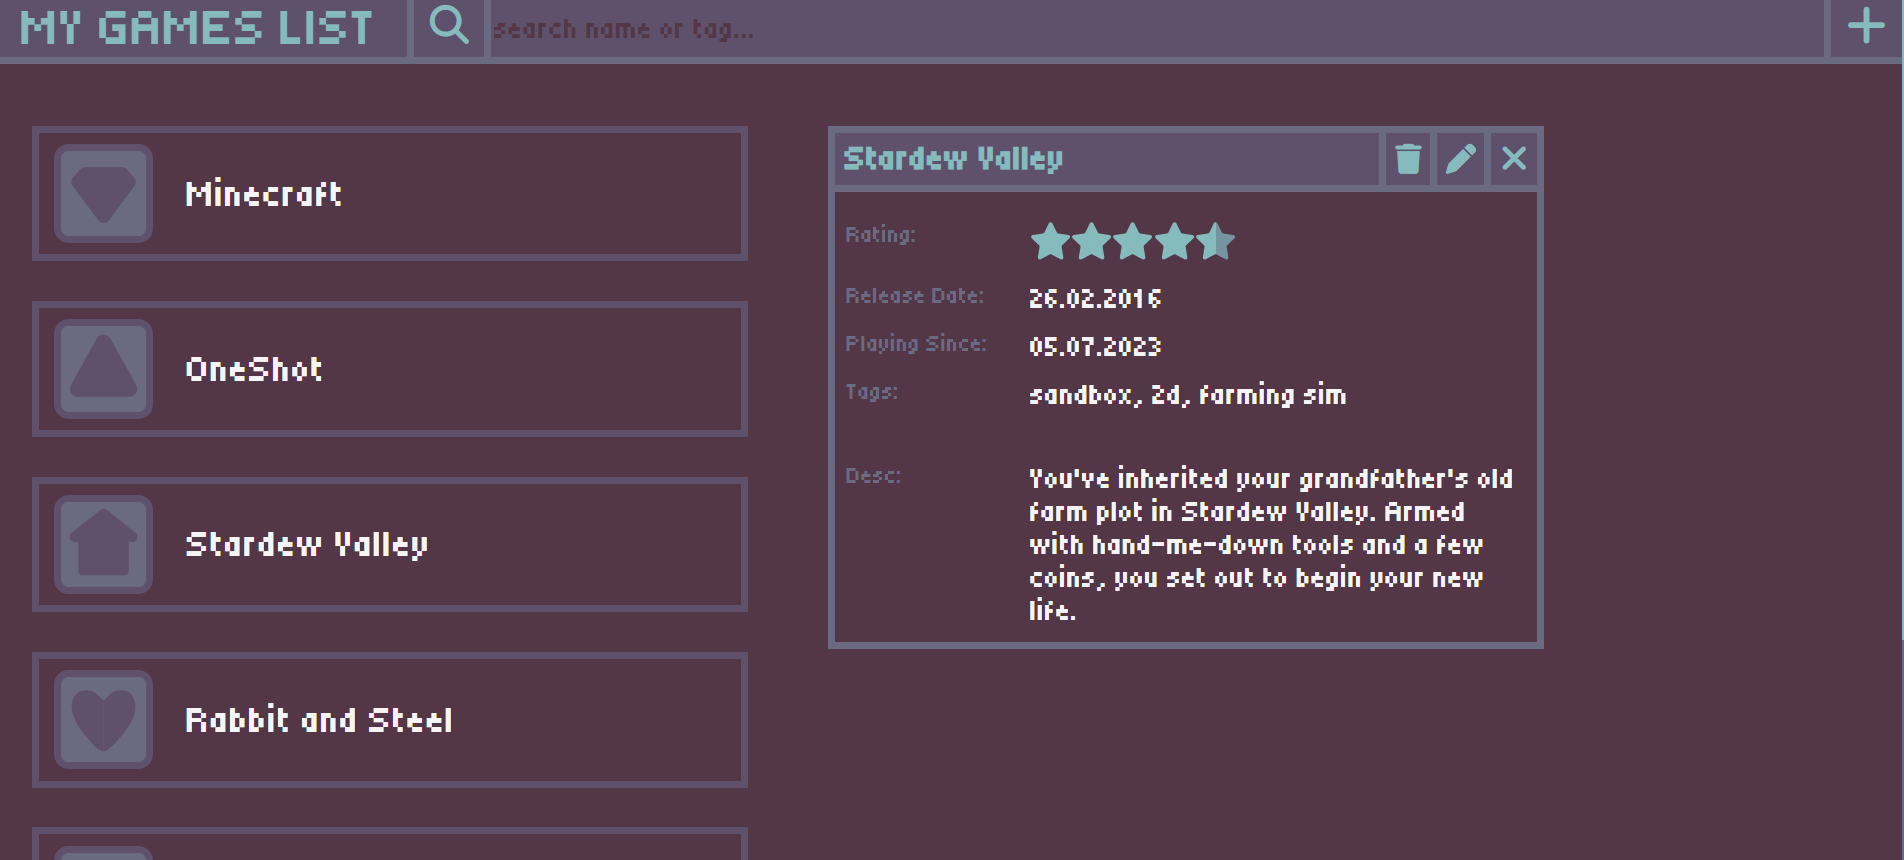 MY GAMES LIST
search name or tag...
Minecraft
OneShot
Stardew Valley
Rabbit and Steel
Stardew Valley
Rating:
Release Date: 26.02.2016
Playing Since: 05.07.2023
Tags: sandbox, 2d, farming sim
Desc: You've inherited your grandfather's old
farm plot in Stardew Valley. Armed
with hand-me-down tools and a few
coins, you set out to begin your new
life.